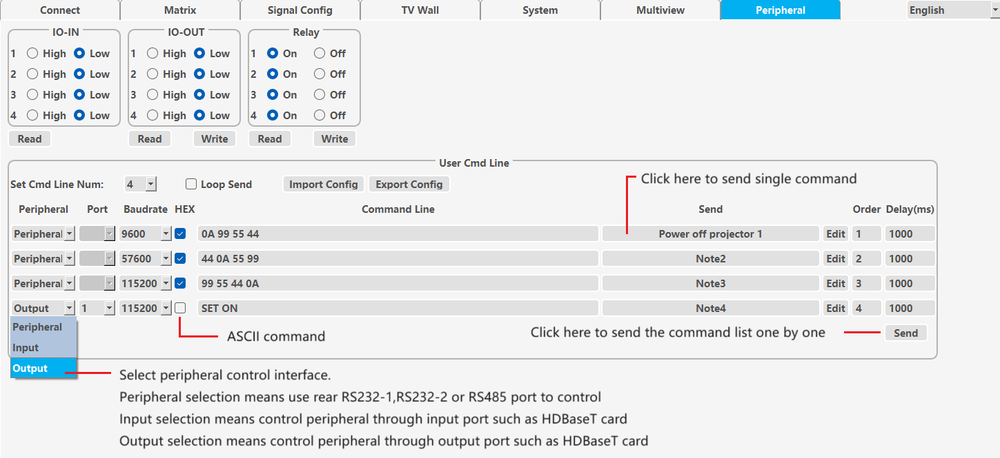 Connect Matrix Signal Config TV Wall System Multiview Peripheral English
IO-IN IO-OUT Relay
1 High Low 1 High Low 1 On Off
2 High Low 2 High Low 2 On Off
3 High Low 3 High Low 3 On Off
4 High Low 4 High Low 4 On Off
Read Read Write Read Write
User Cmd Line
Set Cmd Line Num: 4 Loop Send Import Config Export Config Click here to send single command
Peripheral Port Baudrate HEX Command Line Send Order Delay(ms)
Peripheral 9600 0A 99 55 44 Power off projector 1 Edit 1 1000
Peripheral 57600 44 0A 55 99 Note2 Edit 2 1000
Peripheral 115200 99 55 44 0A Note3 Edit 3 1000
Output 1 115200 SET ON Note4 Edit 4 1000
Peripheral
Input
Output
ASCII command
Click here to send the command list one by one Send
Select peripheral control interface.
Peripheral selection means use rear RS232-1,RS232-2 or RS485 port to control
Input selection means control peripheral through input port such as HDBaseT card
Output selection means control peripheral through output port such as HDBaseT card